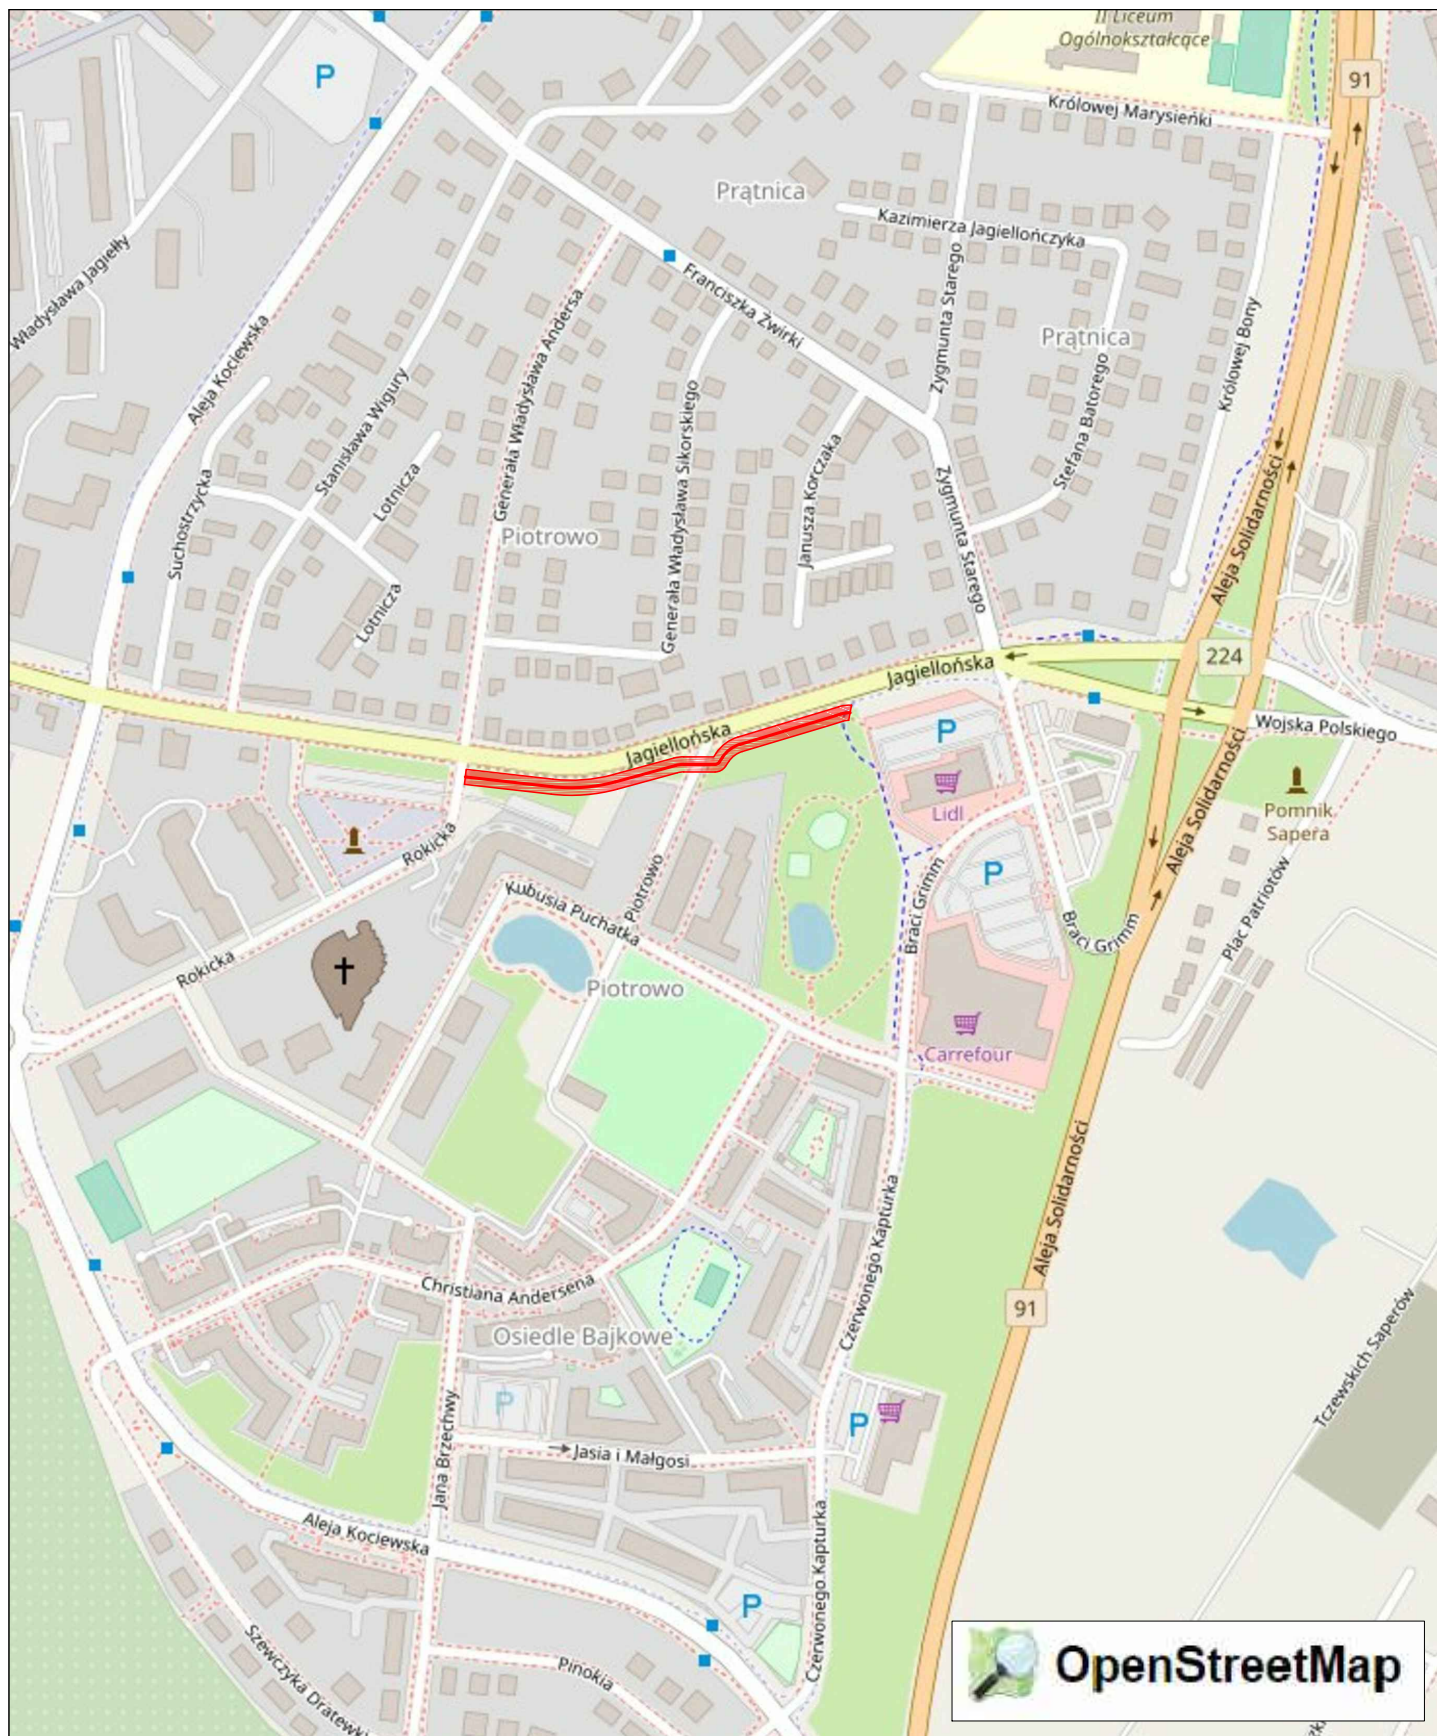 II Liceum
Ogólnokształcące
P
91
Królowej Marysieńki
Prątnica
Kazimierza Jagiellończyka
Władysława Jagiełły
Franciszka Żwirki
Zygmunta Starego
Prątnica
Generała Władysława Andersa
Aleja Kociewska
Królowej Bony
Stanisława Wigury
Generała Władysława Sikorskiego
Stefana Batorego
Janusza Korczaka
Suchostrzycka
Lotnicza
Zygmunta Starego
Aleja Solidarności
Piotrowo
Lotnicza
Jagiellońska
224
Wojska Polskiego
Jagiellońska
P
Lidl
Aleja Solidarności
Pomnik
Sapera
Rokicka
Piotrowo
Kubusia Puchatka
P
Braci Grimm
Braci Grimm
Plac Patriotów
Rokicka
Piotrowo
Carrefour
Aleja Solidarności
Czerwonego Kapturka
Christiana Andersena
91
Osiedle Bajkowe
Tczewskich Saperów
P
P
Jana Brzechwy
Jasia i Małgosi
Aleja Kociewska
Czerwonego Kapturka
P
Szewczyka Dratewki
Pinokia
OpenStreetMap